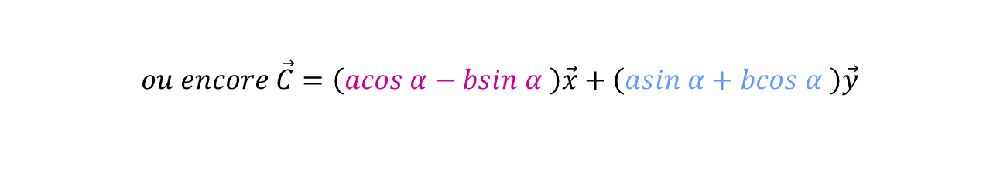 ou encore C⃗ = (acos α − bsin α )x⃗ + (asin α + bcos α )y⃗